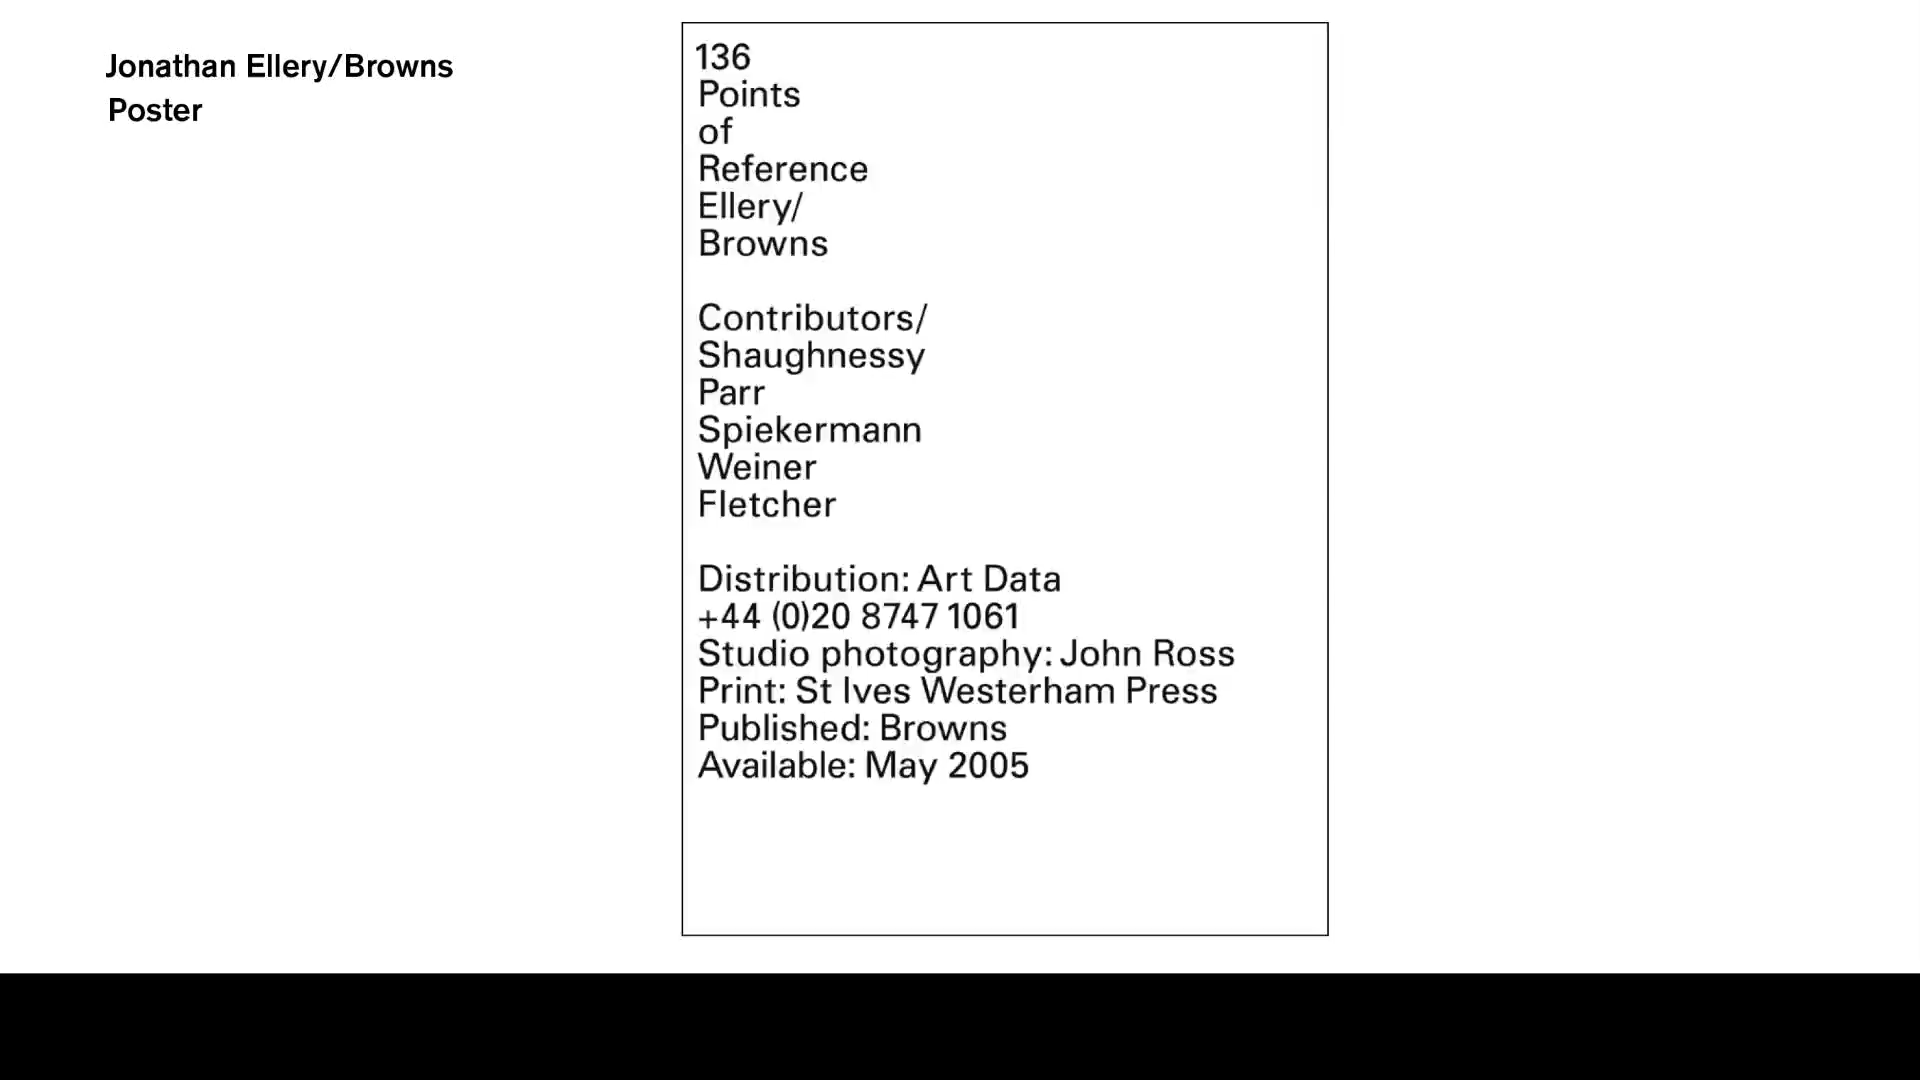 Jonathan Ellery/Browns
Poster
136
Points
of
Reference
Ellery/
Browns
Contributors/
Shaughnessy
Parr
Spiekermann
Weiner
Fletcher
Distribution: Art Data
+44 (0)20 8747 1061
Studio photography: John Ross
Print: St Ives Westerham Press
Published: Browns
Available: May 2005